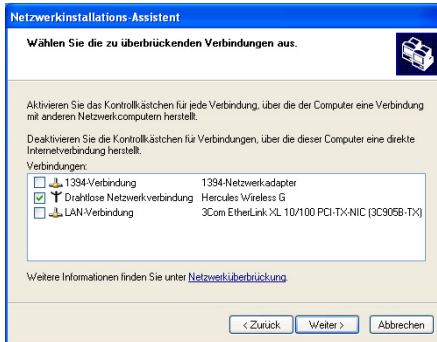 Netzwerkinstallations-Assistent
Wählen Sie die zu überbrückenden Verbindungen aus.
Aktivieren Sie das Kontrollkästchen für jede Verbindung, über die der Computer eine Verbindung
mit anderen Netzwerkcomputern herstellt.
Deaktivieren Sie die Kontrollkästchen für Verbindungen, über die dieser Computer eine direkte
Internetverbindung herstellt.
Verbindungen:
1394-Verbindung 1394-Netzwerkadapter
Drahtlose Netzwerkverbindung Hercules Wireless G
LAN-Verbindung 3Com EtherLink XL 10/100 PCI-TX-NIC (3C905B-TX)
Weitere Informationen finden Sie unter Netzwerküberbrückung.
< Zurück Weiter > Abbrechen